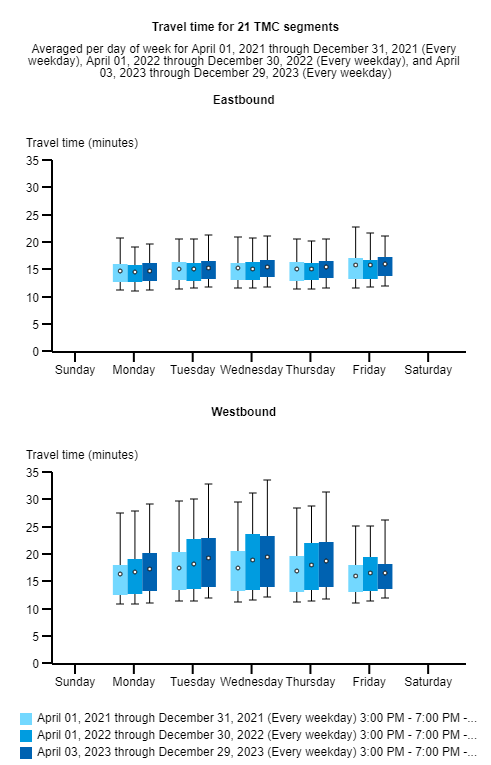 Travel time for 21 TMC segments
Averaged per day of week for April 01, 2021 through December 31, 2021 (Every
weekday), April 01, 2022 through December 30, 2022 (Every weekday), and April
03, 2023 through December 29, 2023 (Every weekday)
Eastbound
Travel time (minutes)
35
30
25
20
15
10
5
0
Sunday Monday Tuesday Wednesday Thursday Friday Saturday
Westbound
Travel time (minutes)
35
30
25
20
15
10
5
0
Sunday Monday Tuesday Wednesday Thursday Friday Saturday
April 01, 2021 through December 31, 2021 (Every weekday) 3:00 PM - 7:00 PM -...
April 01, 2022 through December 30, 2022 (Every weekday) 3:00 PM - 7:00 PM -...
April 03, 2023 through December 29, 2023 (Every weekday) 3:00 PM - 7:00 PM -...